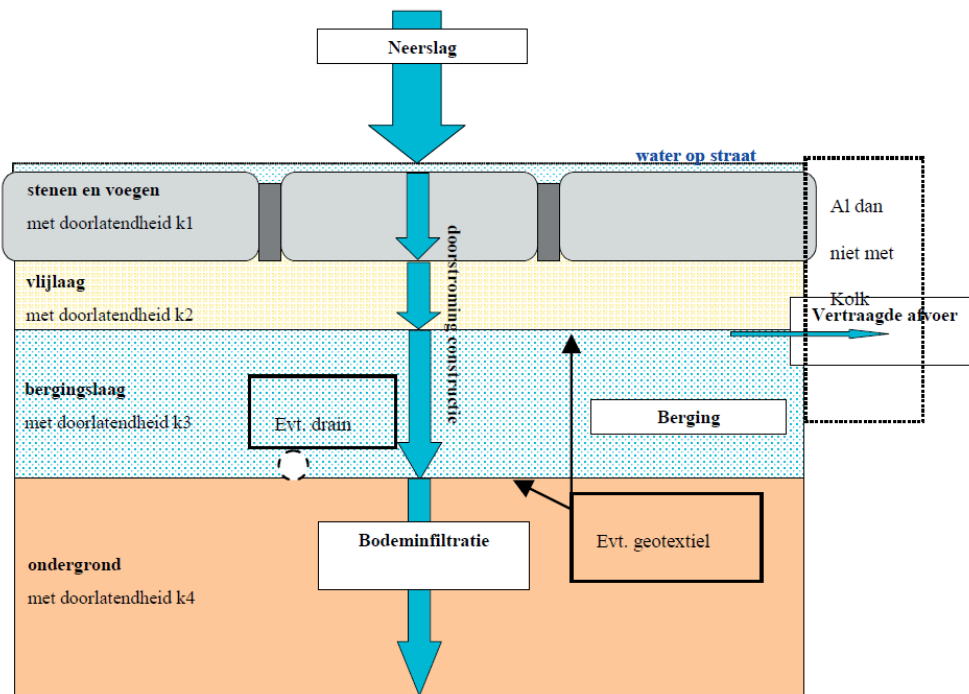 Neerslag
water op straat
stenen en voegen
met doorlatendheid k1
Al dan
niet met
Kolk
doorstroming constructie
vlijlaag
met doorlatendheid k2
Vertraagde afvoer
bergingslaag
met doorlatendheid k3
Evt. drain
Berging
Bodeminfiltratie
Evt. geotextiel
ondergrond
met doorlatendheid k4